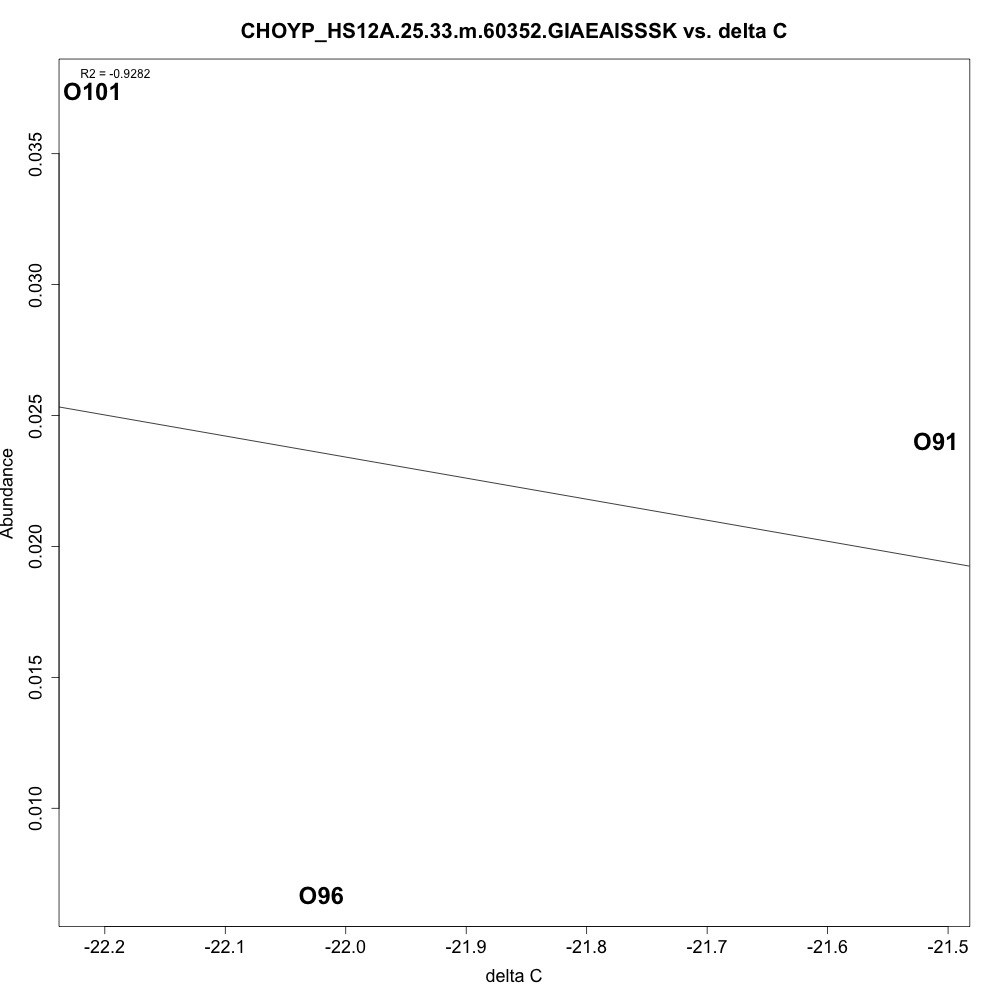 CHOYP_HS12A.25.33.m.60352.GIAEAISSSK vs. delta C
R2 = -0.9282
O101
0.035
0.030
0.025
O91
Abundance
0.020
0.015
0.010
O96
-22.2 -22.1 -22.0 -21.9 -21.8 -21.7 -21.6 -21.5
delta C